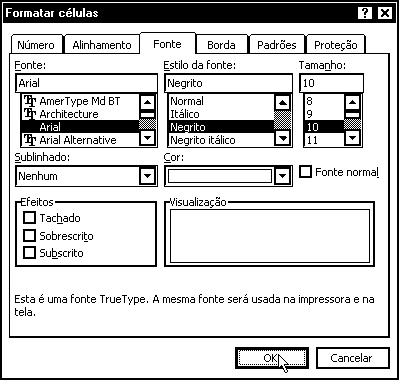 Formatar células
Número Alinhamento Fonte Borda Padrões Proteção
Fonte: Estilo da fonte: Tamanho:
Arial Negrito 10
AmerType Md BT Normal 8
Architecture Itálico 9
Arial Negrito 10
Arial Alternative Negrito itálico 11
Sublinhado: Cor:
Nenhum Fonte normal
Efeitos Visualização
Tachado
Sobrescrito
Subscrito
Esta é uma fonte TrueType. A mesma fonte será usada na impressora e na
tela.
OK Cancelar